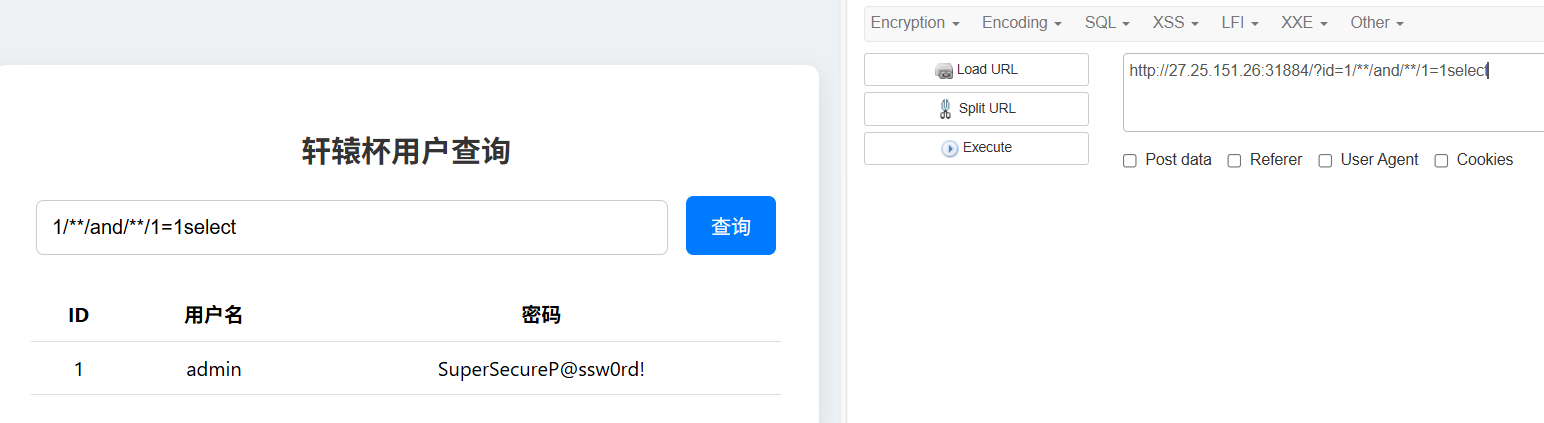 Encryption Encoding SQL XSS LFI XXE Other
Load URL
Split URL
Execute
http://27.25.151.26:31884/?id=1/**/and/**/1=1select
Post data Referer User Agent Cookies
轩辕杯用户查询
1/**/and/**/1=1select 查询
ID 用户名 密码
1 admin SuperSecureP@ssw0rd!